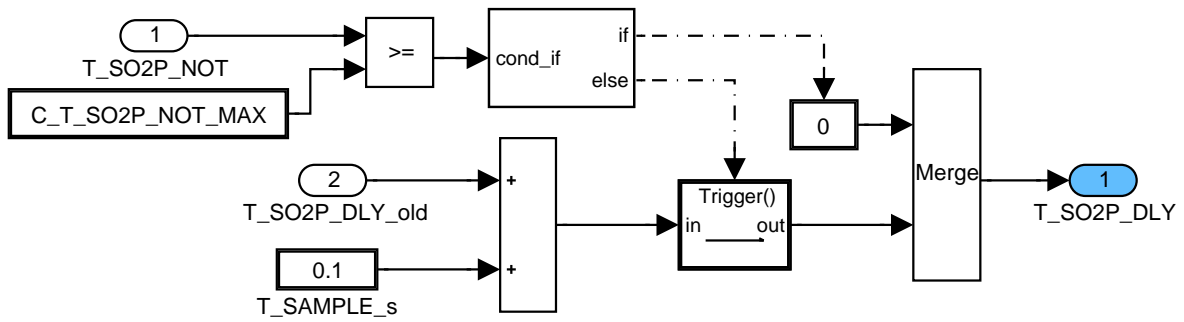 1
T_SO2P_NOT
C_T_SO2P_NOT_MAX
>=
cond_if
if
else
0
2
T_SO2P_DLY_old
0.1
T_SAMPLE_s
+
+
Trigger()
in
out
Merge
1
T_SO2P_DLY